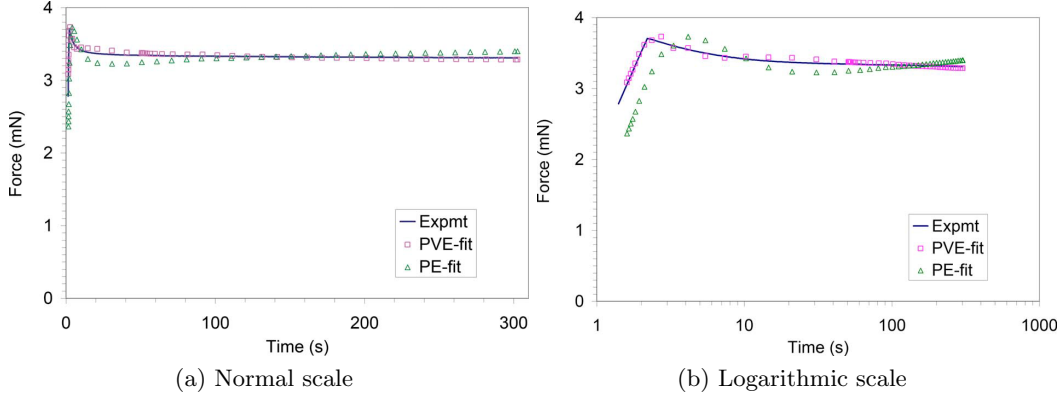 4
3
2
1
0
Force (mN)
0
100
200
300
Time (s)
Expmt
PVE-fit
PE-fit
(a) Normal scale
4
3
2
1
0
Force (mN)
1
10
100
1000
Time (s)
Expmt
PVE-fit
PE-fit
(b) Logarithmic scale